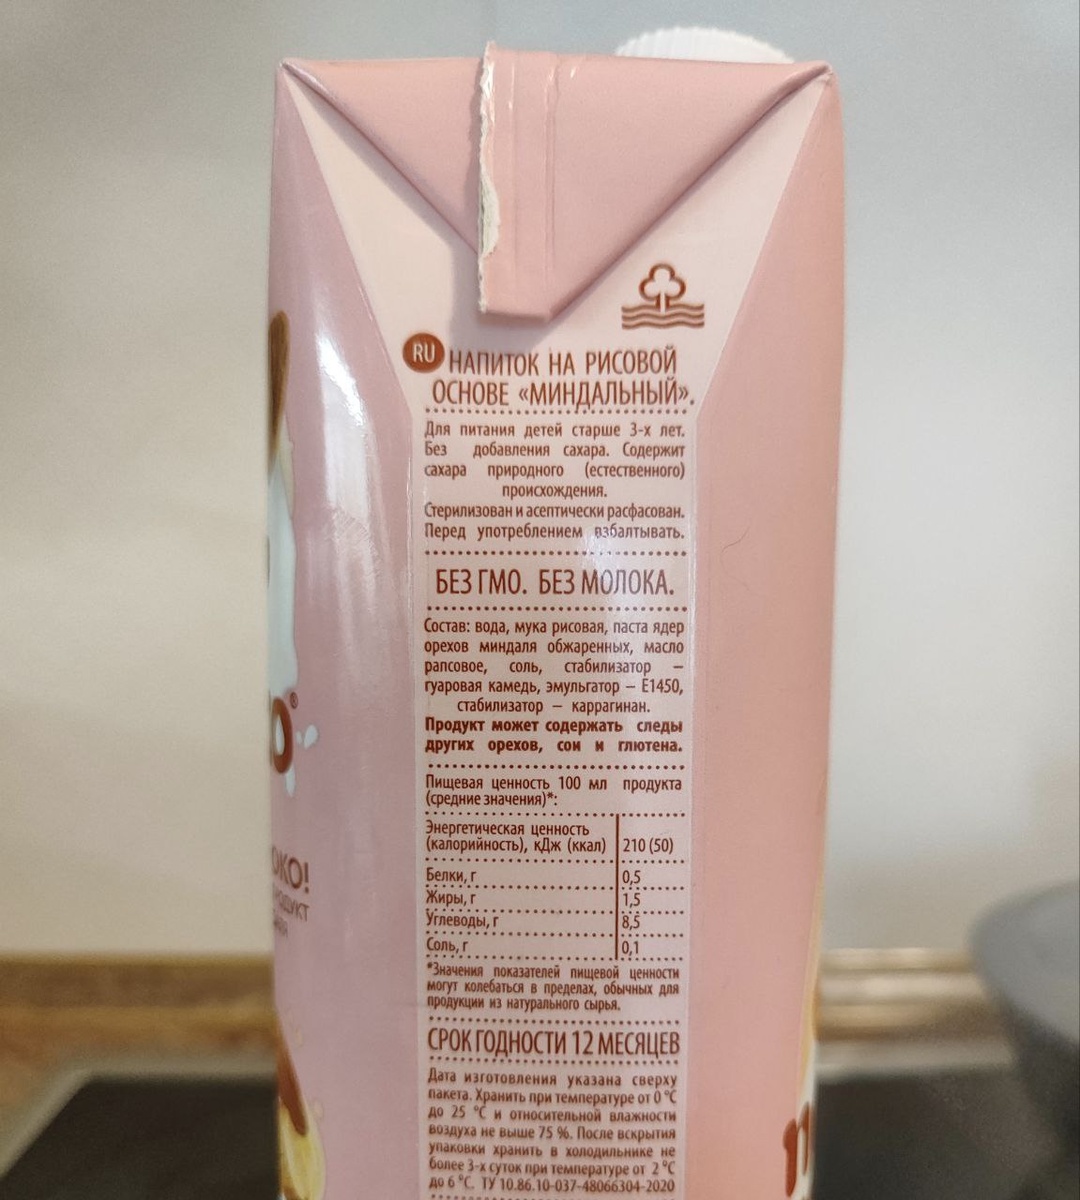 RU НАПИТОК НА РИСОВОЙ
ОСНОВЕ «МИНДАЛЬНЫЙ».
Для питания детей старше 3-х лет.
Без добавления сахара. Содержит
сахара природного (естественного)
происхождения.
Стерилизован и асептически расфасован.
Перед употреблением взбалтывать.
БЕЗ ГМО. БЕЗ МОЛОКА.
Состав: вода, мука рисовая, паста ядер
орехов миндаля обжаренных, масло
рапсовое, соль, стабилизатор –
гуаровая камедь, эмульгатор – Е1450,
стабилизатор – каррагинан.
Продукт может содержать следы
других орехов, сои и глютена.
Пищевая ценность 100 мл продукта
(средние значения)*:
Энергетическая ценность
(калорийность), кДж (ккал) 210 (50)
Белки, г 0,5
Жиры, г 1,5
Углеводы, г 8,5
Соль, г 0,1
*Значения показателей пищевой ценности
могут колебаться в пределах, обычных для
продукции из натурального сырья.
СРОК ГОДНОСТИ 12 МЕСЯЦЕВ
Дата изготовления указана сверху
пакета. Хранить при температуре от 0 °С
до 25 °С и относительной влажности
воздуха не выше 75 %. После вскрытия
упаковки хранить в холодильнике не
более 3-х суток при температуре от 2 °С
до 6 °С. ТУ 10.86.10-037-48066304-2020